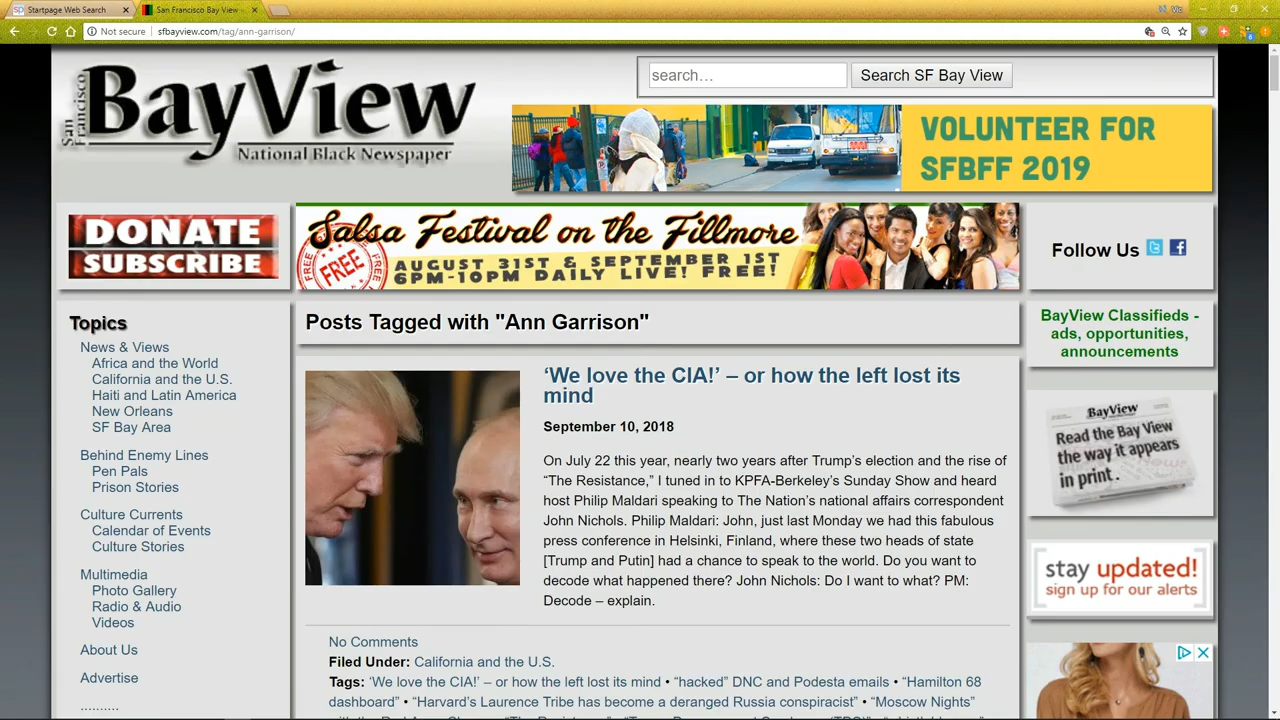 Startpage Web Search
San Francisco Bay View
Vic
Not secure | sfbayview.com/tag/ann-garrison/
San Francisco
BayView
National Black Newspaper
search…
Search SF Bay View
VOLUNTEER FOR
SFBFF 2019
DONATE
SUBSCRIBE
Salsa Festival on the Fillmore
FREE FREE FREE
AUGUST 31ST & SEPTEMBER 1ST
6PM-10PM DAILY LIVE! FREE!
Follow Us
Topics
News & Views
Africa and the World
California and the U.S.
Haiti and Latin America
New Orleans
SF Bay Area
Behind Enemy Lines
Pen Pals
Prison Stories
Culture Currents
Calendar of Events
Culture Stories
Multimedia
Photo Gallery
Radio & Audio
Videos
About Us
Advertise
..........
Posts Tagged with "Ann Garrison"
‘We love the CIA!’ – or how the left lost its
mind
September 10, 2018
On July 22 this year, nearly two years after Trump’s election and the rise of
“The Resistance,” I tuned in to KPFA-Berkeley’s Sunday Show and heard
host Philip Maldari speaking to The Nation’s national affairs correspondent
John Nichols. Philip Maldari: John, just last Monday we had this fabulous
press conference in Helsinki, Finland, where these two heads of state
[Trump and Putin] had a chance to speak to the world. Do you want to
decode what happened there? John Nichols: Do I want to what? PM:
Decode – explain.
No Comments
Filed Under: California and the U.S.
Tags: ‘We love the CIA!’ – or how the left lost its mind • “hacked” DNC and Podesta emails • “Hamilton 68
dashboard” • “Harvard’s Laurence Tribe has become a deranged Russia conspiracist” • “Moscow Nights”
BayView Classifieds -
ads, opportunities,
announcements
BayView
Read the Bay View
the way it appears
in print.
stay updated!
sign up for our alerts